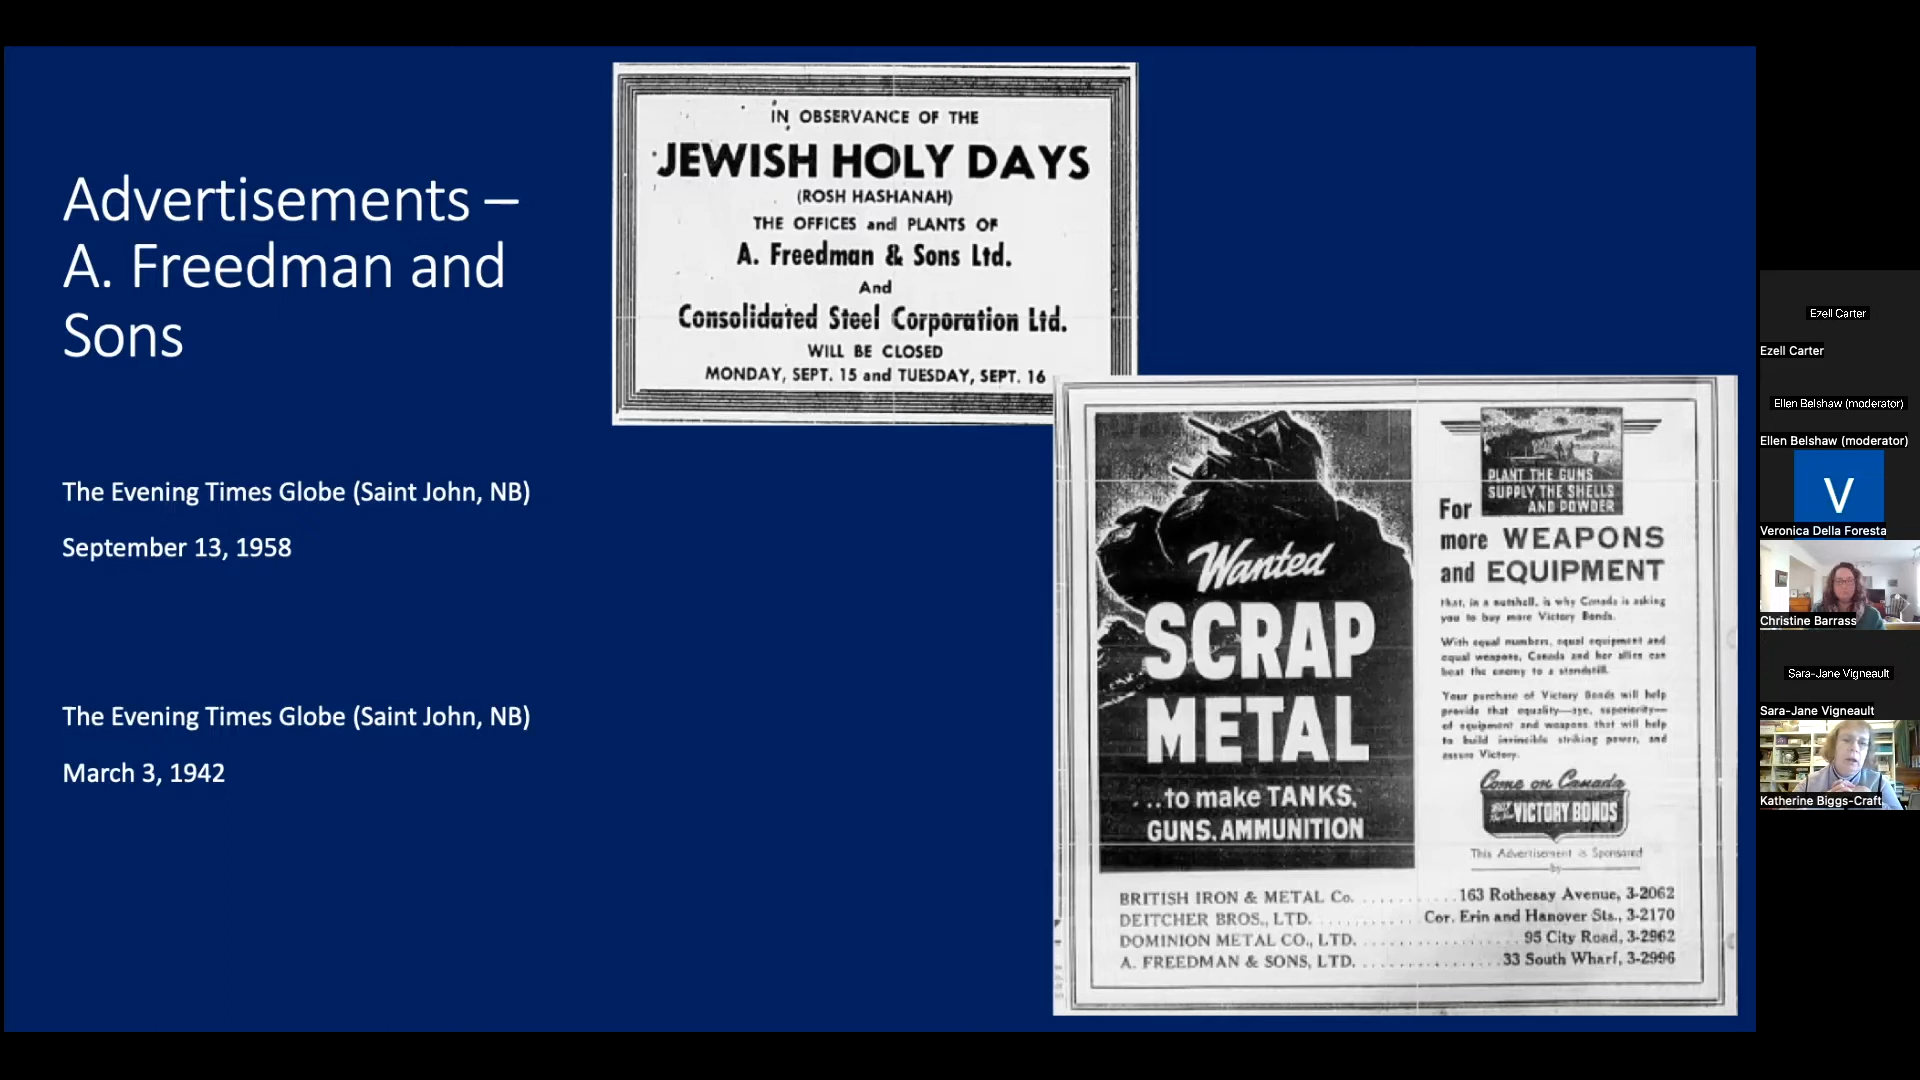 Advertisements –
A. Freedman and
Sons
The Evening Times Globe (Saint John, NB)
September 13, 1958
The Evening Times Globe (Saint John, NB)
March 3, 1942
IN OBSERVANCE OF THE
JEWISH HOLY DAYS
(ROSH HASHANAH)
THE OFFICES and PLANTS OF
A. Freedman & Sons Ltd.
And
Consolidated Steel Corporation Ltd.
WILL BE CLOSED
MONDAY, SEPT. 15 and TUESDAY, SEPT. 16
Wanted
SCRAP
METAL
...to make TANKS,
GUNS, AMMUNITION
PLANT THE GUNS
SUPPLY THE SHELLS
AND POWDER
For
more WEAPONS
and EQUIPMENT
that, in a nutshell, is why Canada is asking
you to buy more Victory Bonds.
With equal numbers, equal equipment and
equal weapons, Canada and her allies can
beat the enemy to a standstill.
Your purchase of Victory Bonds will help
provide that equality—aye, superiority—
of equipment and weapons that will help
to build invincible striking power, and
assure Victory.
Come on Canada
VICTORY BONDS
This Advertisement is Sponsored
by
BRITISH IRON & METAL Co. . . . . . . . . . . . 163 Rothesay Avenue, 3-2062
DEITCHER BROS., LTD. . . . . . . . . . . . . Cor. Erin and Hanover Sts., 3-2170
DOMINION METAL CO., LTD. . . . . . . . . . . . . . . . . . . 95 City Road, 3-2962
A. FREEDMAN & SONS, LTD. . . . . . . . . . . . . . . . . . 33 South Wharf, 3-2996
Ezell Carter
Ezell Carter
Ellen Belshaw (moderator)
Ellen Belshaw (moderator)
V
Veronica Della Foresta
Christine Barrass
Sara-Jane Vigneault
Sara-Jane Vigneault
Katherine Biggs-Craft